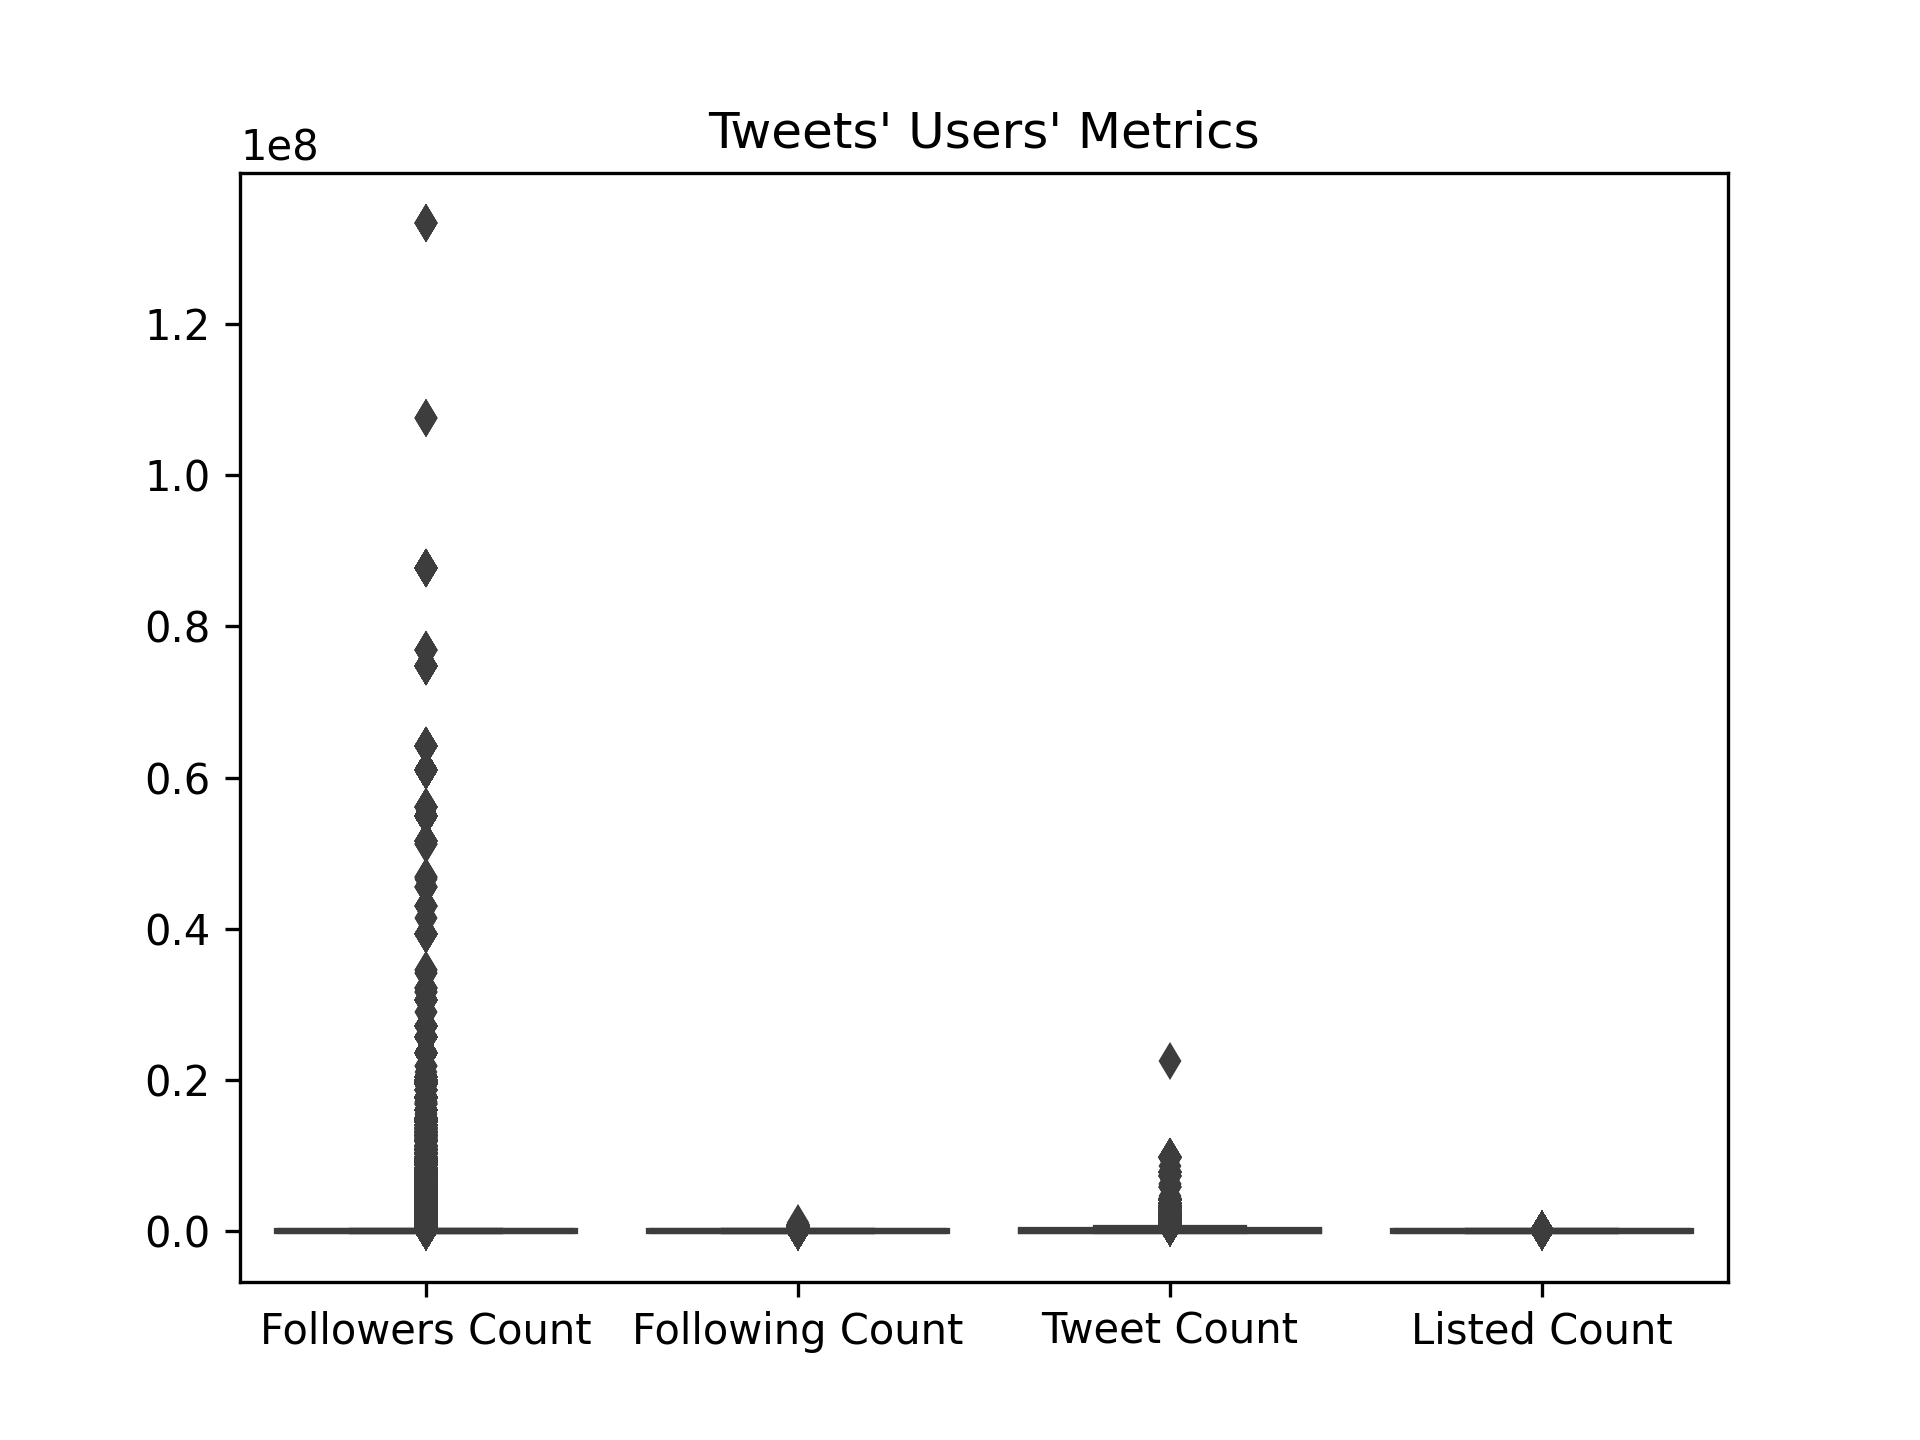 Tweets' Users' Metrics
1e8
1.2
1.0
0.8
0.6
0.4
0.2
0.0
Followers Count
Following Count
Tweet Count
Listed Count